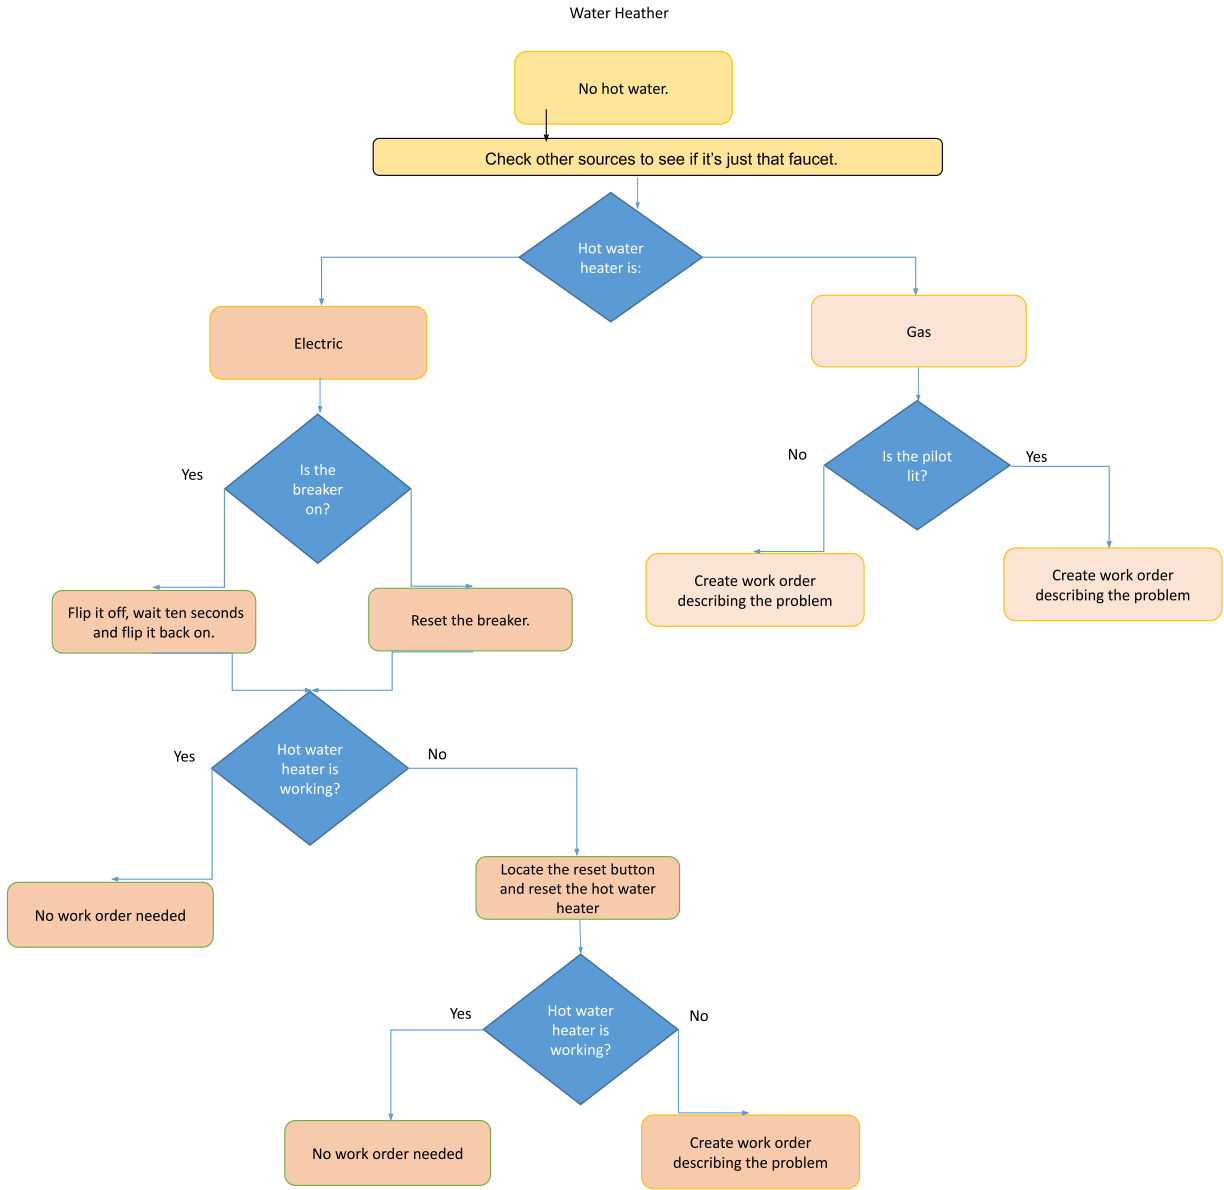 Water Heather
No hot water.
Check other sources to see if it's just that faucet.
Hot water
heater is:
Electric
Gas
Is the
breaker
on?
Yes
Is the pilot
lit?
No
Yes
Flip it off, wait ten seconds
and flip it back on.
Reset the breaker.
Create work order
describing the problem
Create work order
describing the problem
Hot water
heater is
working?
Yes
No
No work order needed
Locate the reset button
and reset the hot water
heater
Hot water
heater is
working?
Yes
No
No work order needed
Create work order
describing the problem